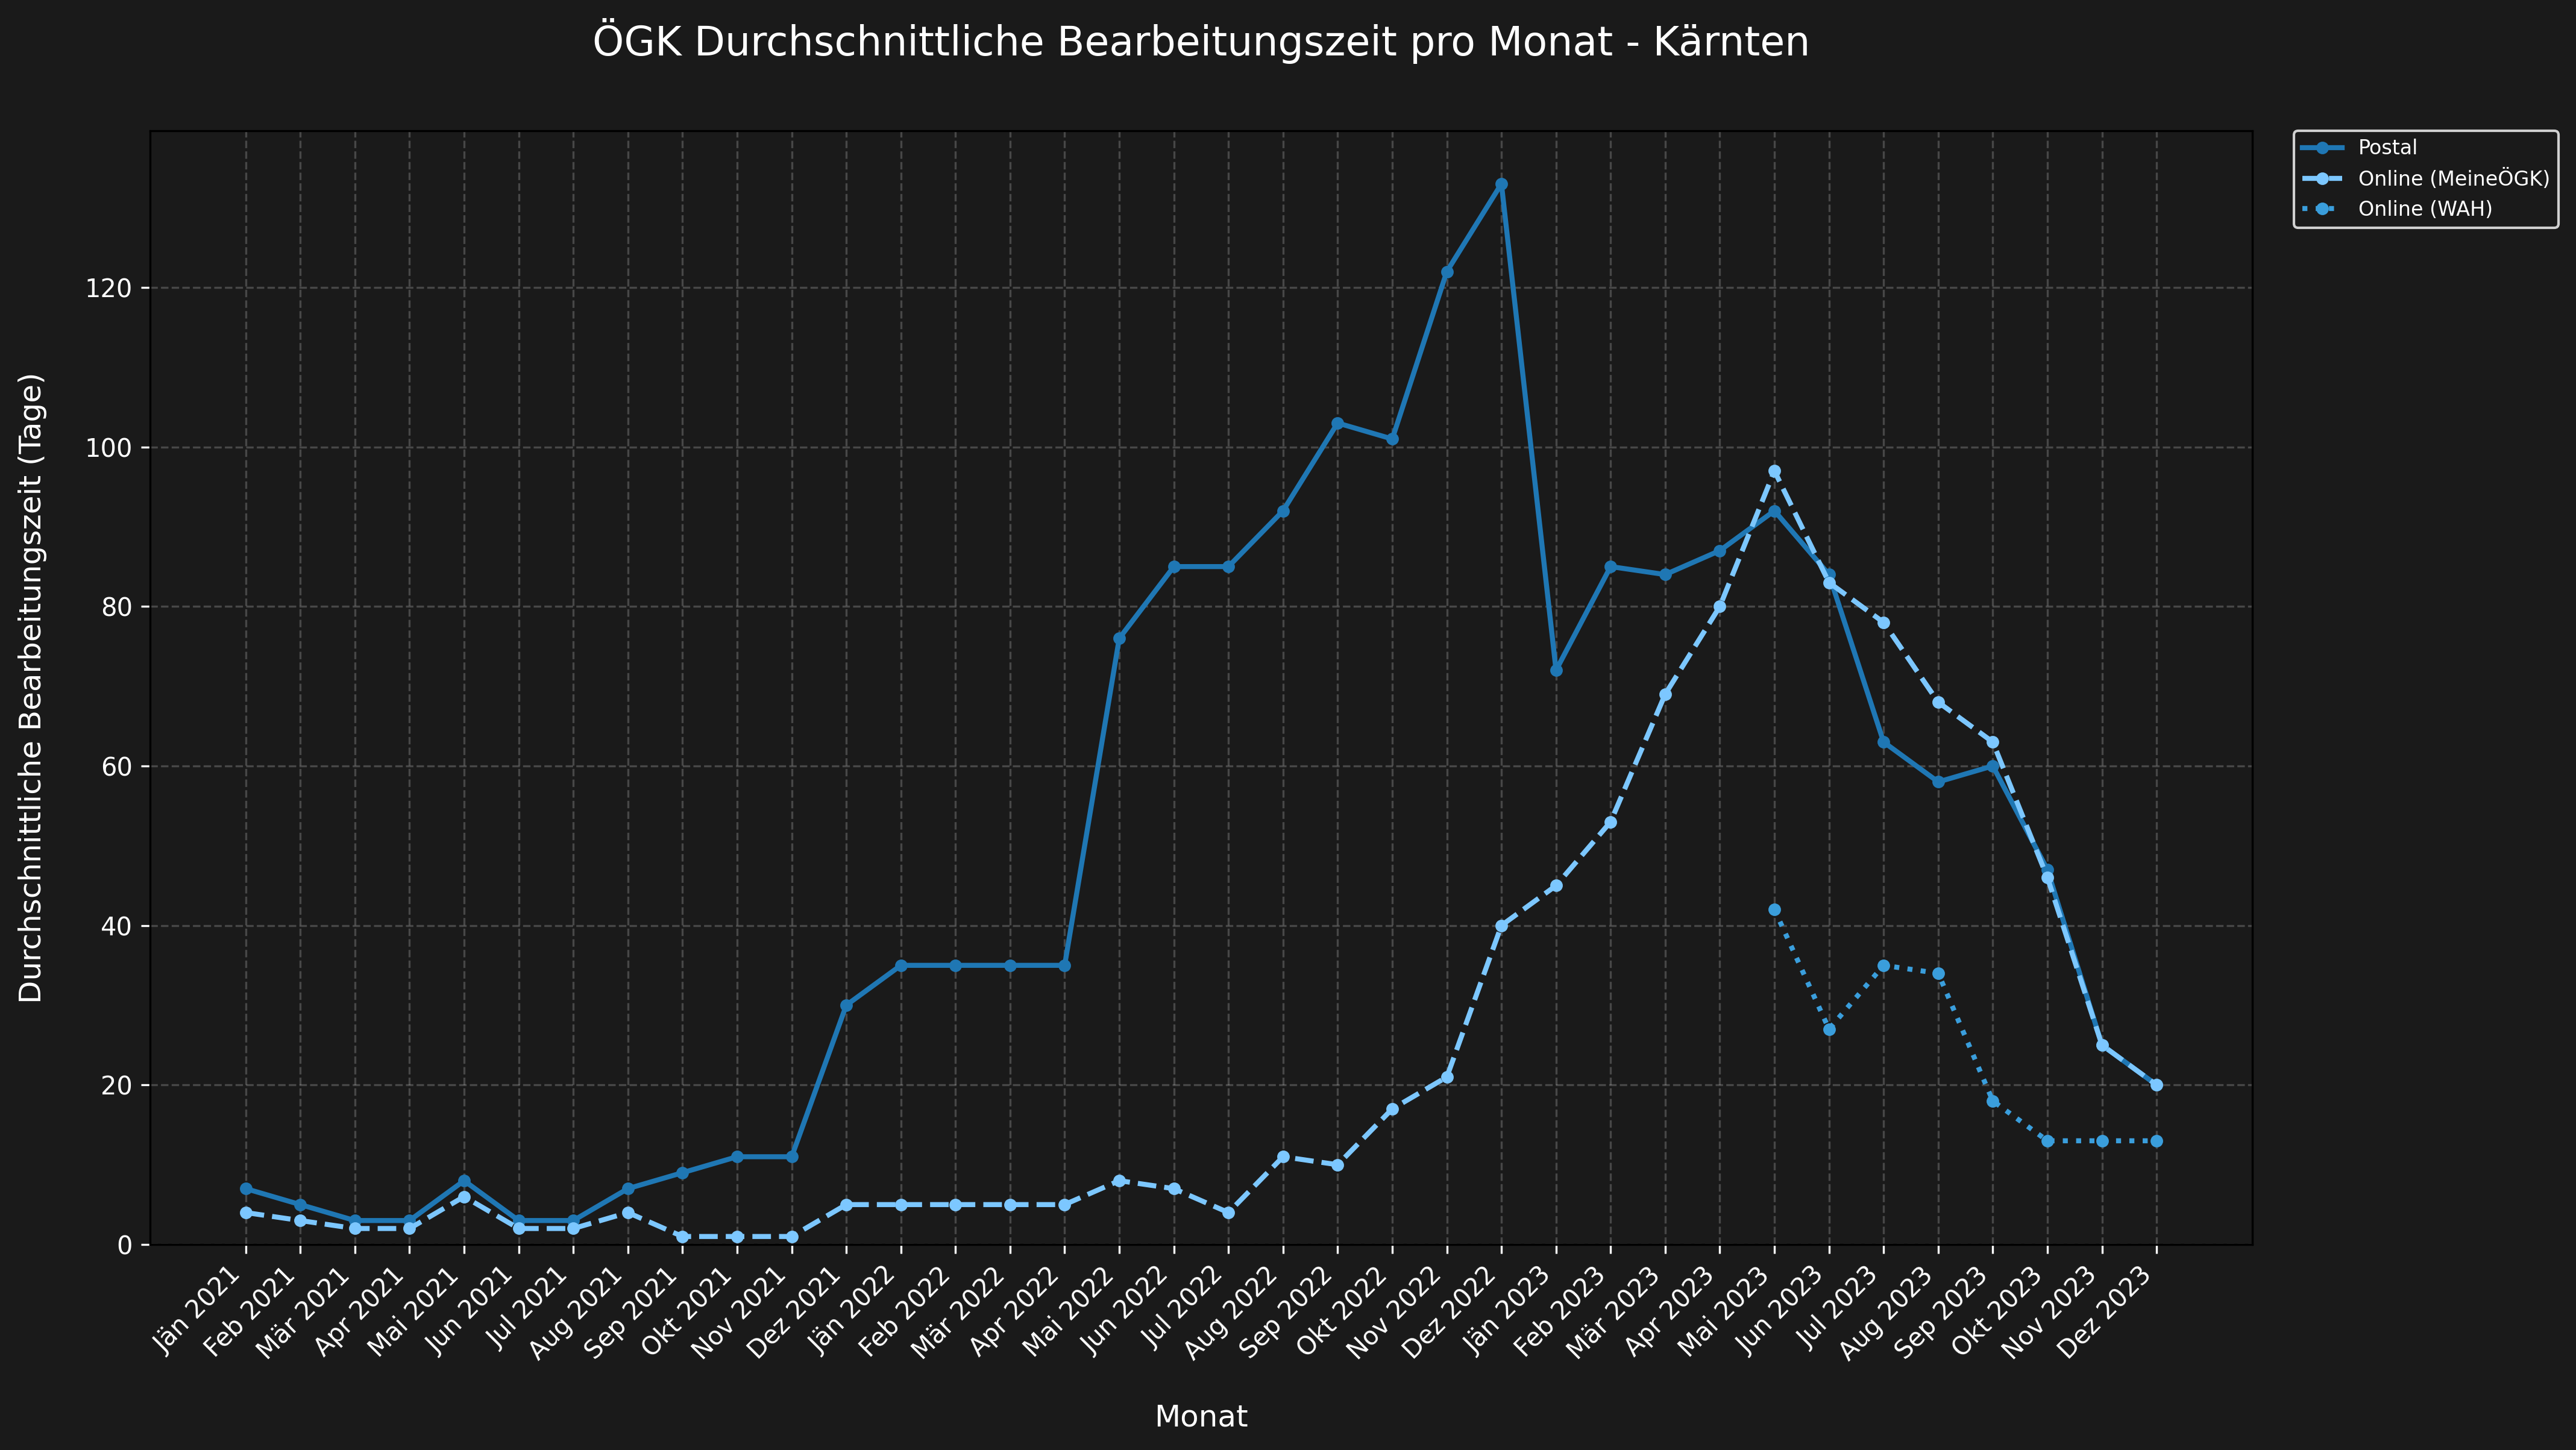 ÖGK Durchschnittliche Bearbeitungszeit pro Monat - Kärnten
Postal
Online (MeineÖGK)
Online (WAH)
Durchschnittliche Bearbeitungszeit (Tage)
120
100
80
60
40
20
0
Jän 2021
Feb 2021
Mär 2021
Apr 2021
Mai 2021
Jun 2021
Jul 2021
Aug 2021
Sep 2021
Okt 2021
Nov 2021
Dez 2021
Jän 2022
Feb 2022
Mär 2022
Apr 2022
Mai 2022
Jun 2022
Jul 2022
Aug 2022
Sep 2022
Okt 2022
Nov 2022
Dez 2022
Jän 2023
Feb 2023
Mär 2023
Apr 2023
Mai 2023
Jun 2023
Jul 2023
Aug 2023
Sep 2023
Okt 2023
Nov 2023
Dez 2023
Monat